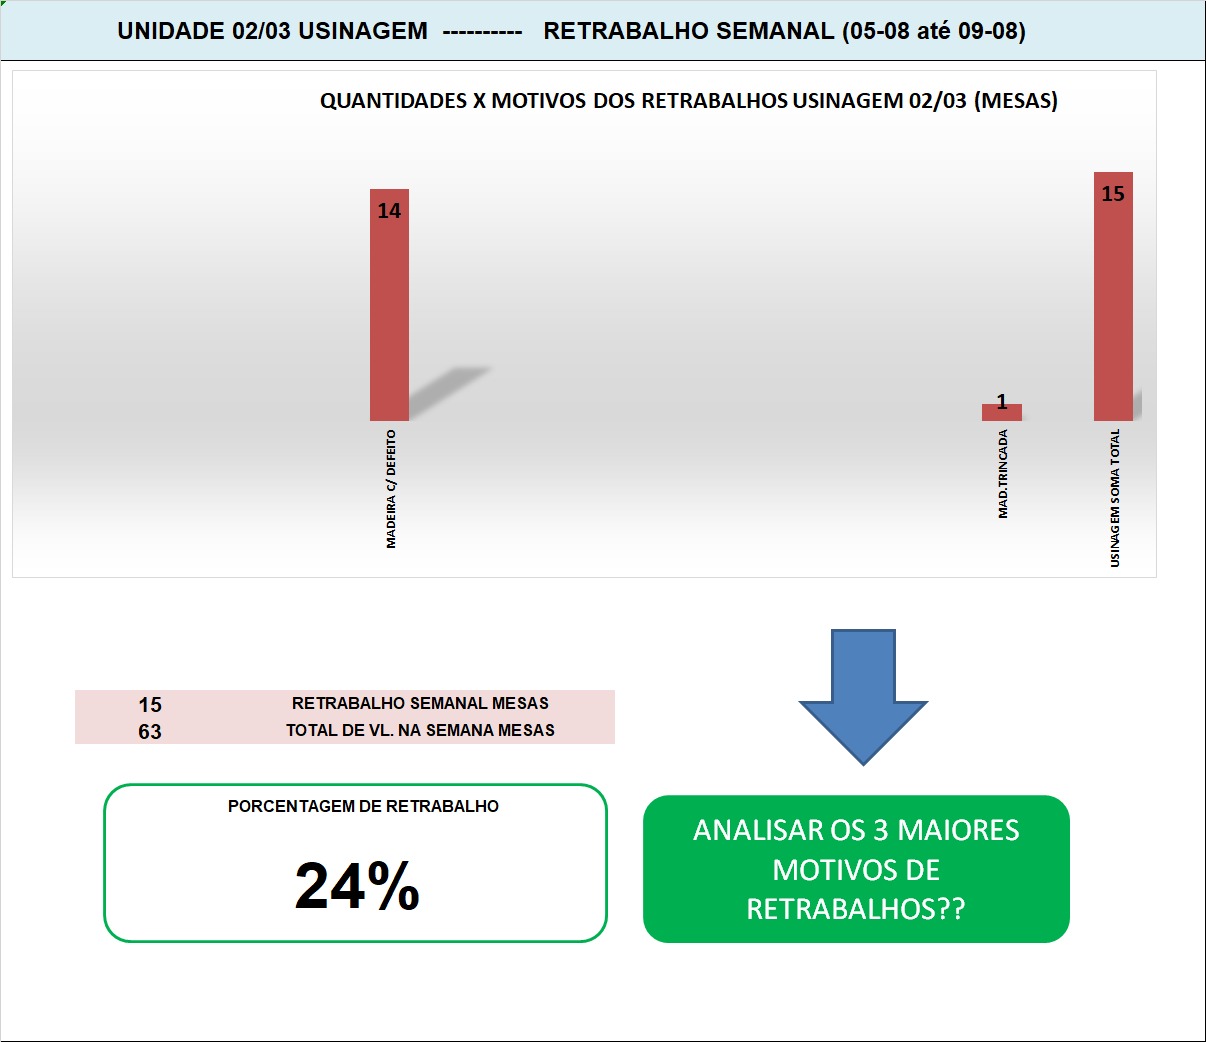 UNIDADE 02/03 USINAGEM ---------- RETRABALHO SEMANAL (05-08 até 09-08)
QUANTIDADES X MOTIVOS DOS RETRABALHOS USINAGEM 02/03 (MESAS)
14
1
15
MADEIRA C/ DEFEITO
MAD.TRINCADA
USINAGEM SOMA TOTAL
15 RETRABALHO SEMANAL MESAS
63 TOTAL DE VL. NA SEMANA MESAS
PORCENTAGEM DE RETRABALHO
24%
ANALISAR OS 3 MAIORES
MOTIVOS DE
RETRABALHOS??